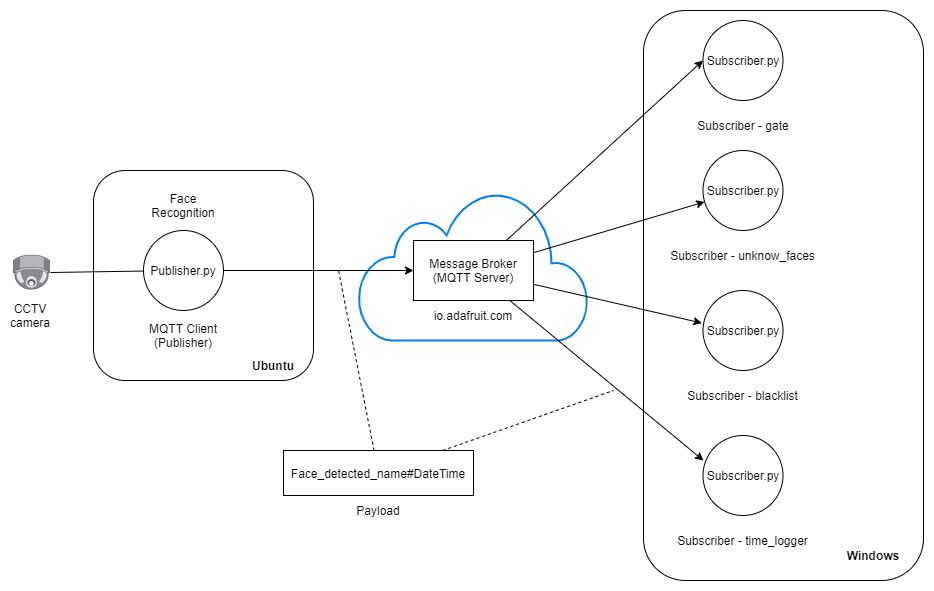 Subscriber.py
Subscriber - gate
Face
Recognition
Subscriber.py
Publisher.py
Message Broker
(MQTT Server)
Subscriber - unknow_faces
CCTV
camera
io.adafruit.com
MQTT Client
(Publisher)
Subscriber.py
Ubuntu
Subscriber - blacklist
Face_detected_name#DateTime
Subscriber.py
Payload
Subscriber - time_logger
Windows